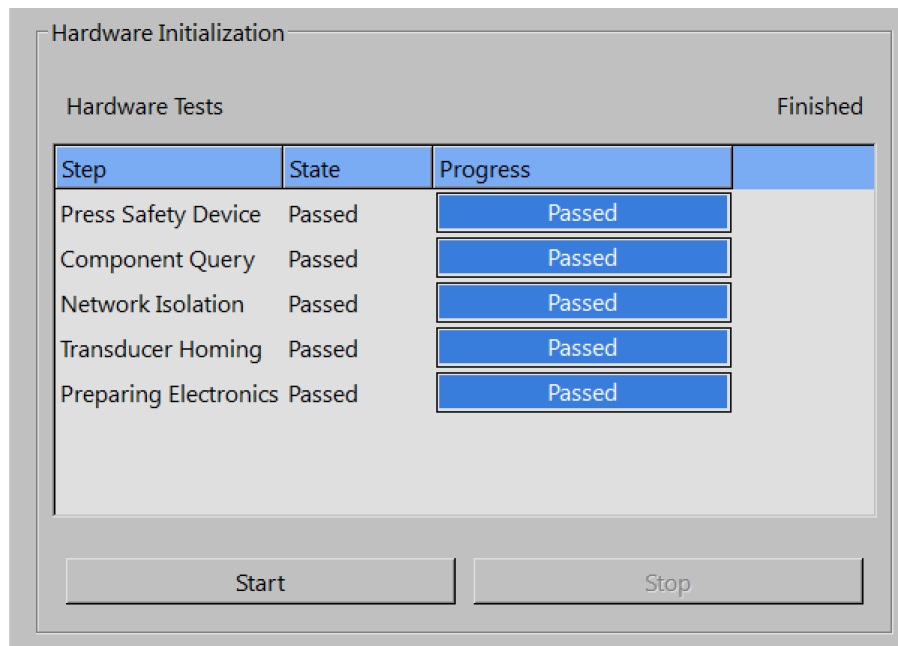 Hardware Initialization
Hardware Tests Finished
Step State Progress
Press Safety Device Passed Passed
Component Query Passed Passed
Network Isolation Passed Passed
Transducer Homing Passed Passed
Preparing Electronics Passed Passed
Start Stop